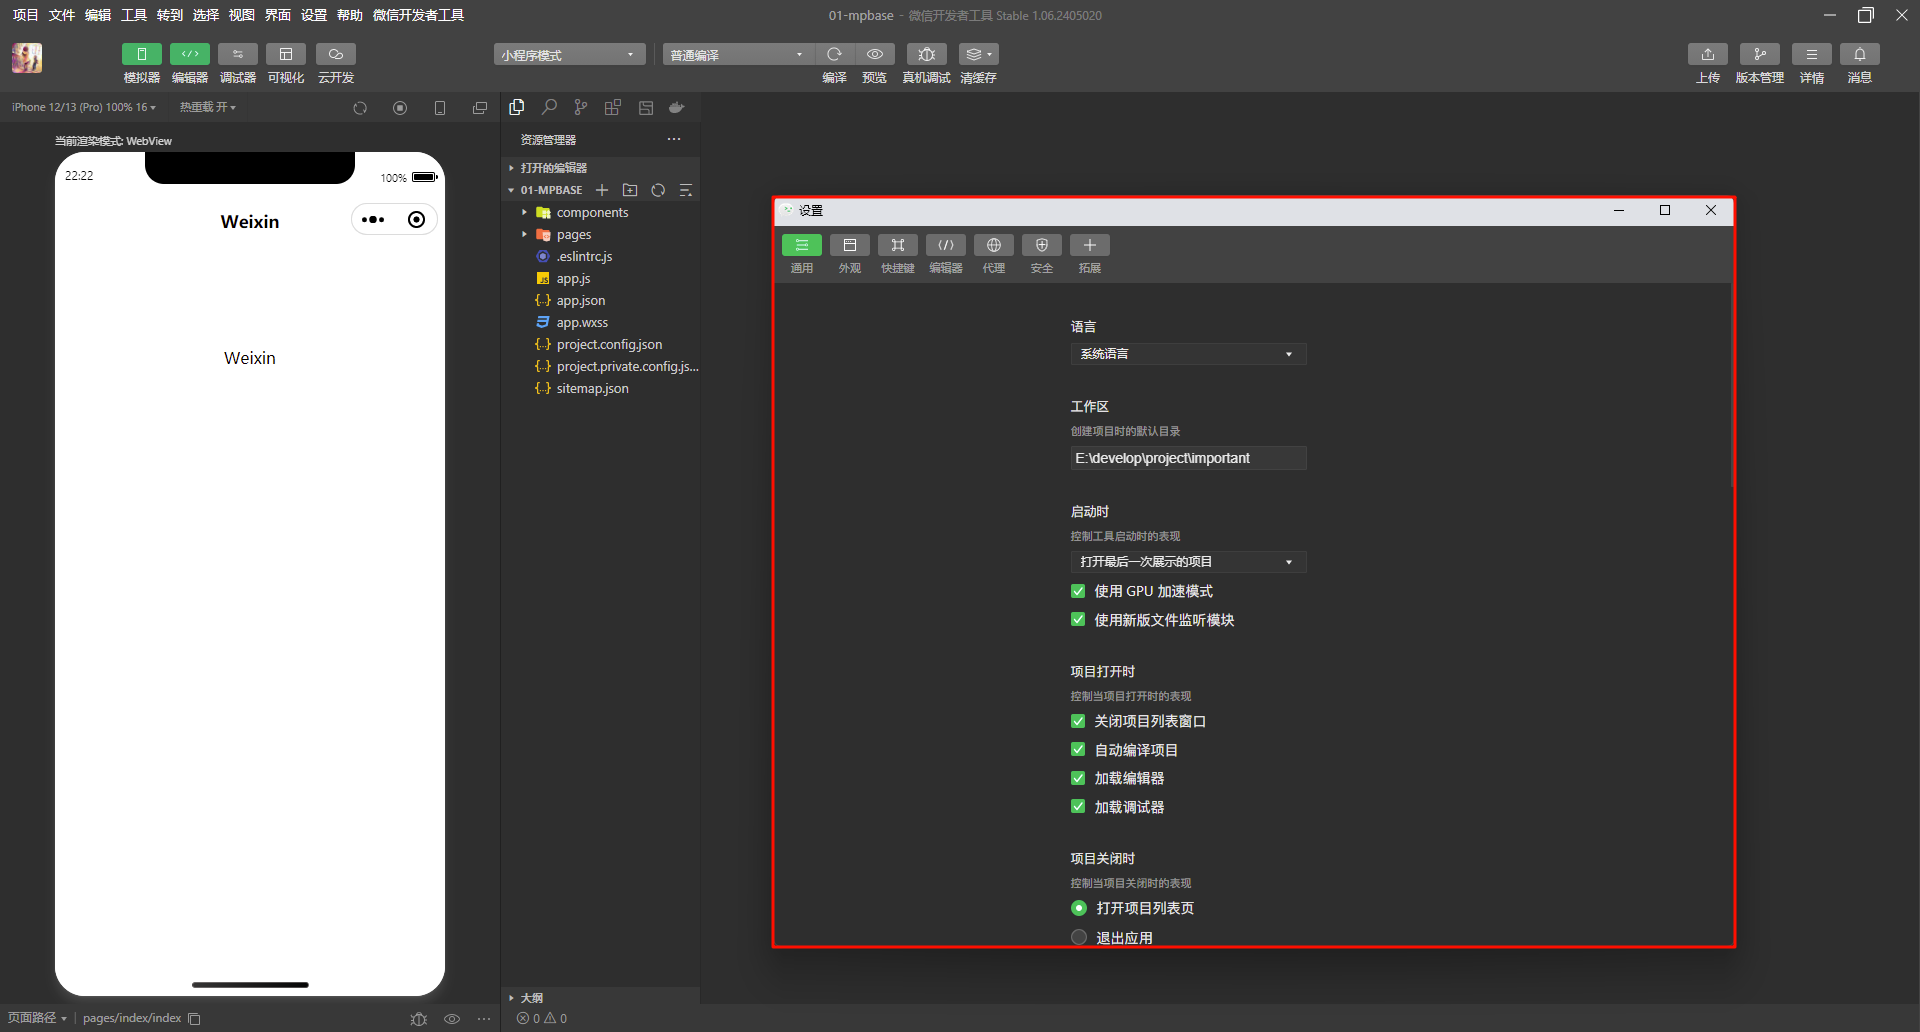 项目 文件 编辑 工具 转到 选择 视图 界面 设置 帮助 微信开发者工具
01-mpbase - 微信开发者工具 Stable 1.06.2405020
模拟器 编辑器 调试器 可视化 云开发
小程序模式
普通编译
编译 预览 真机调试 清缓存
上传 版本管理 详情 消息
iPhone 12/13 (Pro) 100% 16
热重载 开
当前渲染模式: WebView
22:22
100%
Weixin
Weixin
资源管理器
打开的编辑器
01-MPBASE
components
pages
.eslintrc.js
app.js
app.json
app.wxss
project.config.json
project.private.config.js...
sitemap.json
大纲
设置
通用 外观 快捷键 编辑器 代理 安全 拓展
语言
系统语言
工作区
创建项目时的默认目录
E:\develop\project\important
启动时
控制工具启动时的表现
打开最后一次展示的项目
使用 GPU 加速模式
使用新版文件监听模块
项目打开时
控制当项目打开时的表现
关闭项目列表窗口
自动编译项目
加载编辑器
加载调试器
项目关闭时
控制当项目关闭时的表现
打开项目列表页
退出应用
页面路径 | pages/index/index
0 0